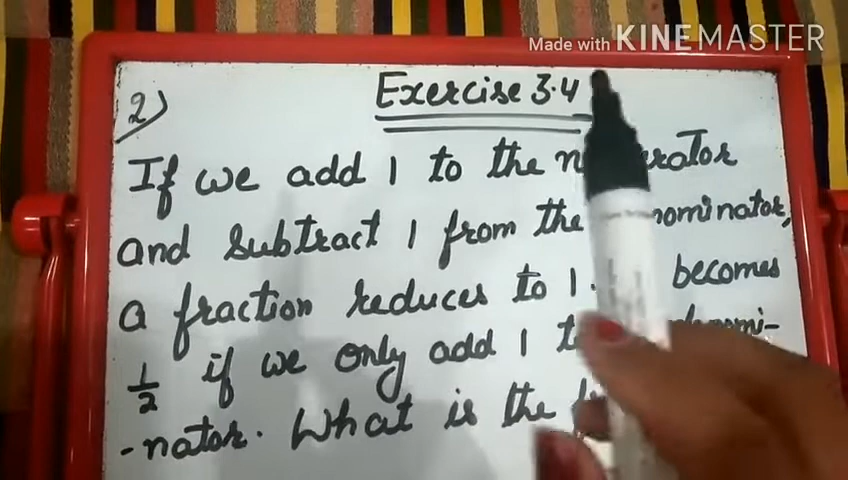 Made with KINEMASTER
Exercise 3.4
2)
If we add 1 to the
and subtract 1 from the
a fraction reduces to 1. becomes
1/2 if we only add 1
-nator. What is the